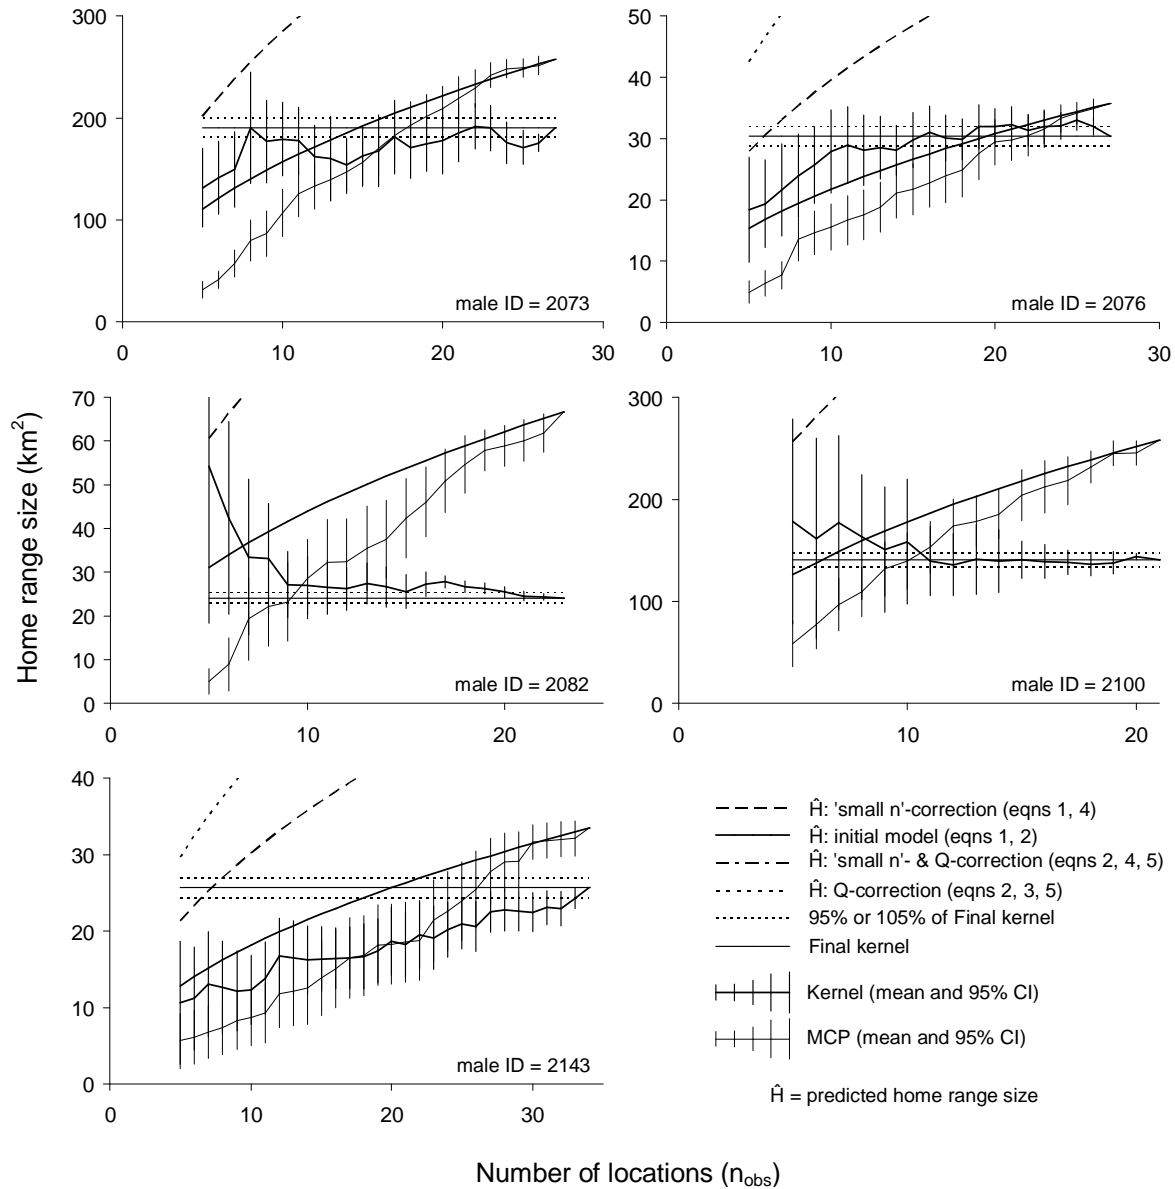 300
200
100
0
0
10
20
30
male ID = 2073
50
40
30
20
10
0
0
10
20
30
male ID = 2076
Home range size (km²)
70
60
50
40
30
20
10
0
0
10
20
male ID = 2082
300
200
100
0
0
10
20
male ID = 2100
40
30
20
10
0
0
10
20
30
male ID = 2143
Ĥ: 'small n'-correction (eqns 1, 4)
Ĥ: initial model (eqns 1, 2)
Ĥ: 'small n'- & Q-correction (eqns 2, 4, 5)
Ĥ: Q-correction (eqns 2, 3, 5)
95% or 105% of Final kernel
Final kernel
Kernel (mean and 95% CI)
MCP (mean and 95% CI)
Ĥ = predicted home range size
Number of locations (n_obs)